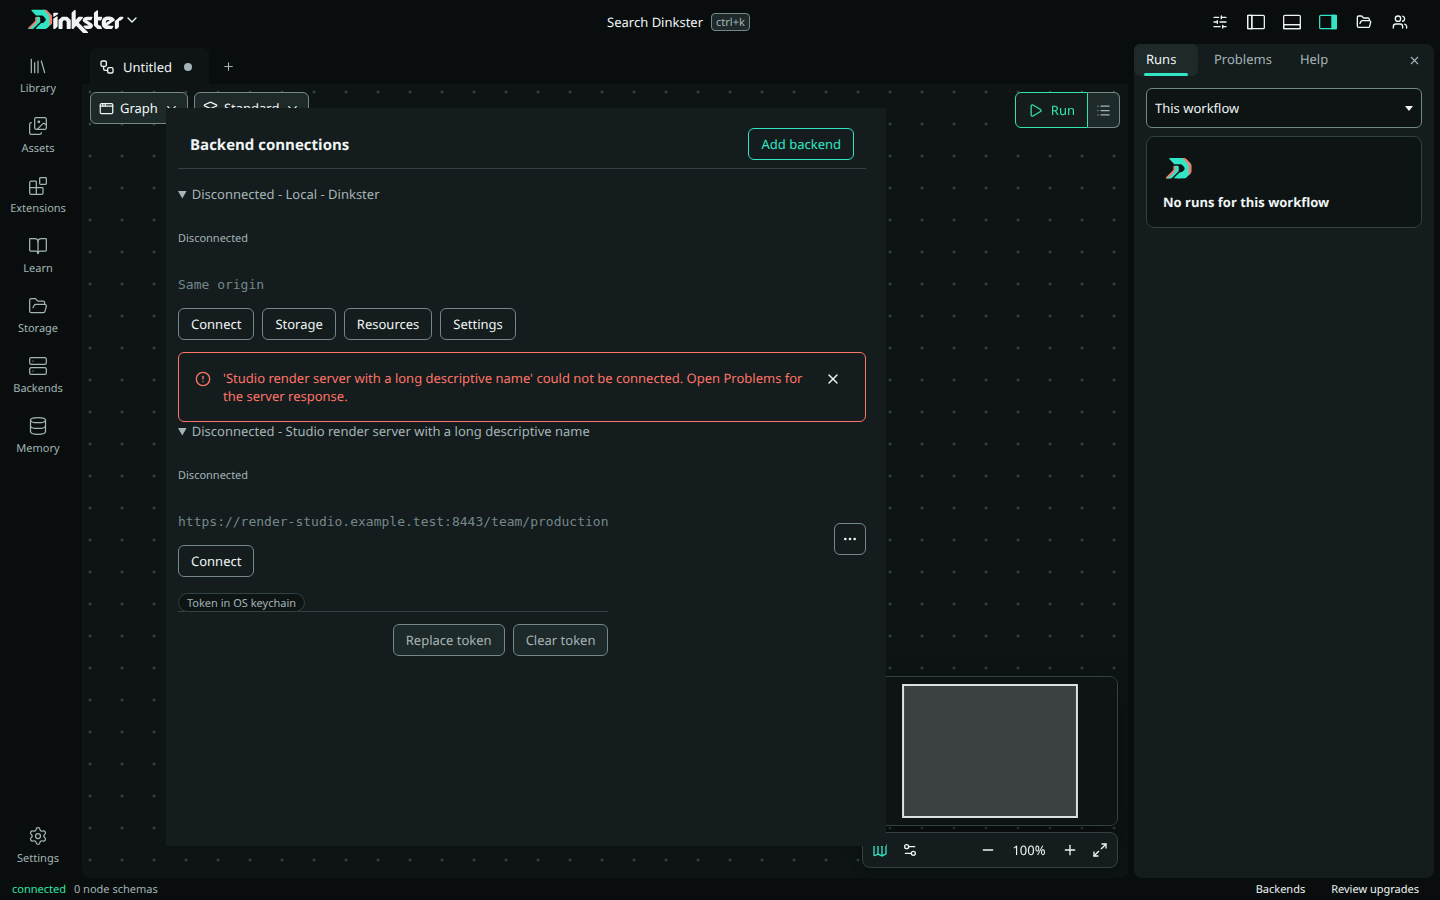 Dinkster
Search Dinkster ctrl+k
Library
Assets
Extensions
Learn
Storage
Backends
Memory
Settings
Untitled
Graph
Standard
Run
Backend connections
Add backend
Disconnected - Local - Dinkster
Disconnected
Same origin
Connect Storage Resources Settings
'Studio render server with a long descriptive name' could not be connected. Open Problems for
the server response.
Disconnected - Studio render server with a long descriptive name
Disconnected
https://render-studio.example.test:8443/team/production
Connect
Token in OS keychain
Replace token Clear token
100%
Runs Problems Help
This workflow
No runs for this workflow
connected 0 node schemas
Backends Review upgrades